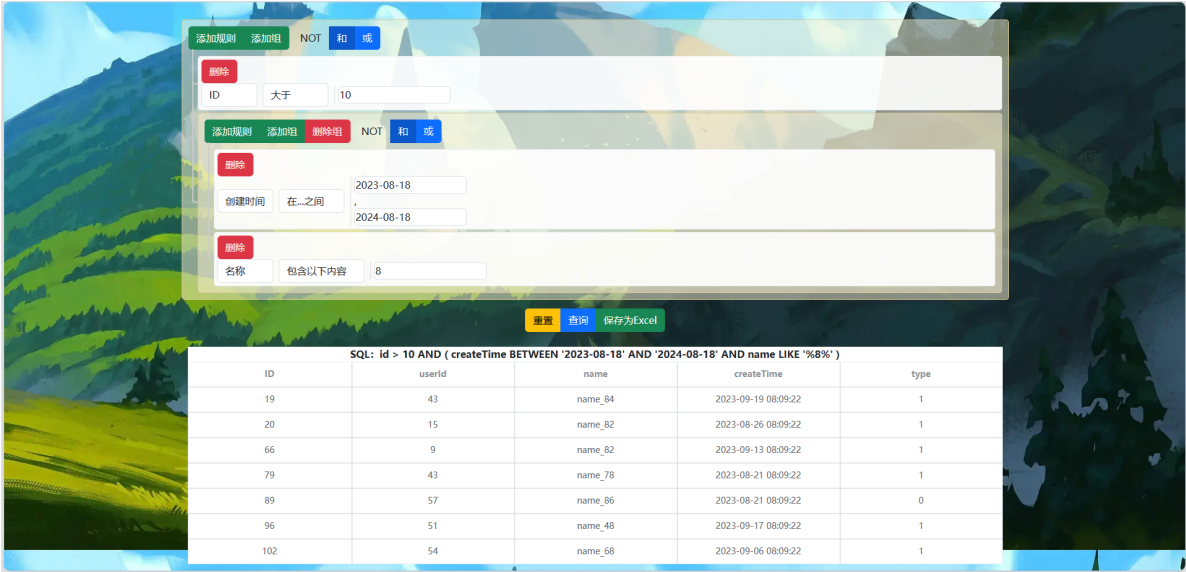 添加规则 添加组 NOT 和 或
删除
ID 大于 10
添加规则 添加组 删除组 NOT 和 或
删除
2023-08-18
创建时间 在...之间 ,
2024-08-18
删除
名称 包含以下内容 8
重置 查询 保存为Excel
SQL: id > 10 AND ( createTime BETWEEN '2023-08-18' AND '2024-08-18' AND name LIKE '%8%' )
ID userId name createTime type
19 43 name_84 2023-09-19 08:09:22 1
20 15 name_82 2023-08-26 08:09:22 1
66 9 name_82 2023-09-13 08:09:22 1
79 43 name_78 2023-08-21 08:09:22 1
89 57 name_86 2023-08-21 08:09:22 0
96 51 name_48 2023-09-17 08:09:22 1
102 54 name_68 2023-09-06 08:09:22 1